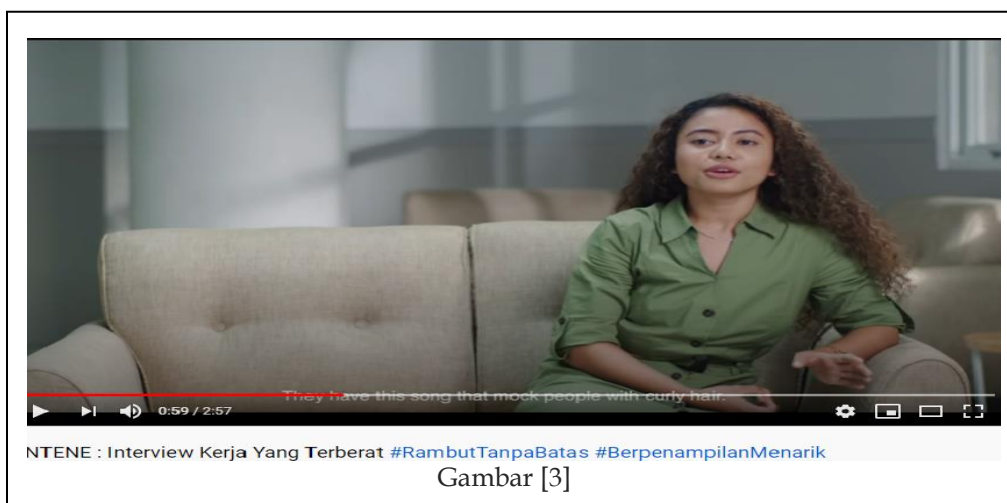 They have this song that mock people with curly hair.
0:59 / 2:57
NTENE : Interview Kerja Yang Terberat #RambutTanpaBatas #BerpenampilanMenarik
Gambar [3]